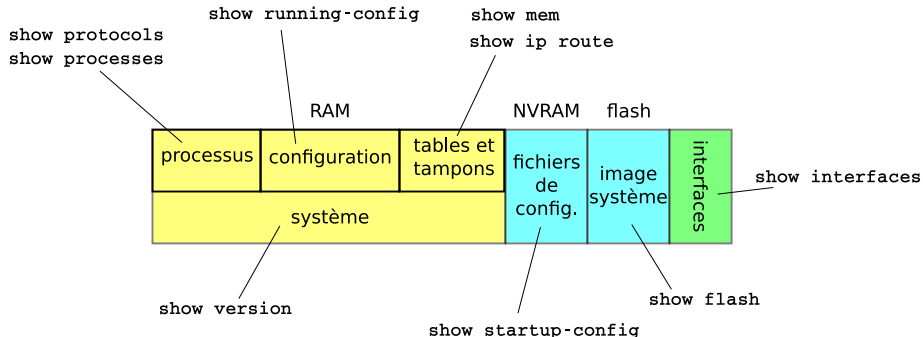 show running-config
show mem
show protocols
show ip route
show processes
RAM
NVRAM
flash
processus
configuration
tables et
tampons
fichiers
de
config.
image
système
interfaces
show interfaces
système
show version
show flash
show startup-config